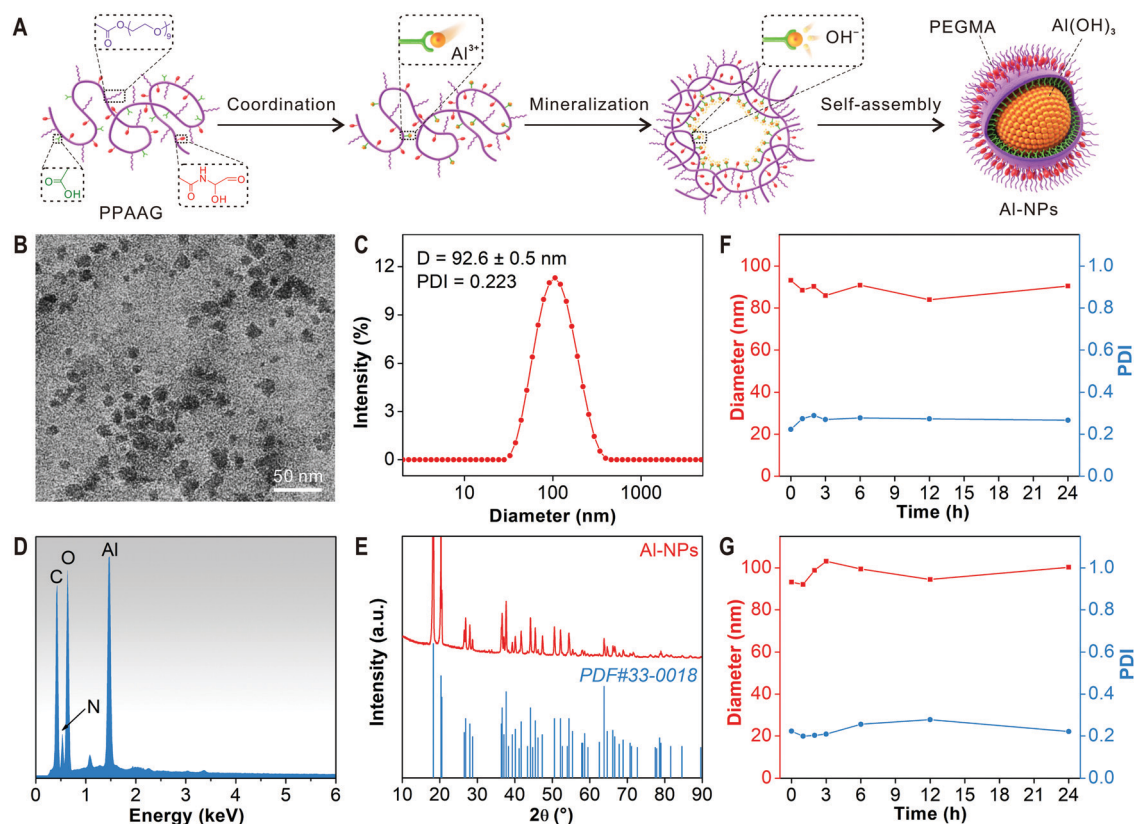 A
O
O
O
9
Al³⁺
OH⁻
PEGMA
Al(OH)₃
Coordination
Mineralization
Self-assembly
O
OH
H
N
O
O
OH
PPAAG
Al-NPs
B
50 nm
C
D = 92.6 ± 0.5 nm
PDI = 0.223
Intensity (%)
12
9
6
3
0
10
100
1000
Diameter (nm)
F
Diameter (nm)
100
80
60
40
20
0
1.0
0.8
0.6
0.4
0.2
0.0
PDI
0 3 6 9 12 15 18 21 24
Time (h)
D
C
O
Al
N
0 1 2 3 4 5 6
Energy (keV)
E
Al-NPs
PDF#33-0018
Intensity (a.u.)
10 20 30 40 50 60 70 80 90
2θ (°)
G
Diameter (nm)
100
80
60
40
20
0
1.0
0.8
0.6
0.4
0.2
0.0
PDI
0 3 6 9 12 15 18 21 24
Time (h)